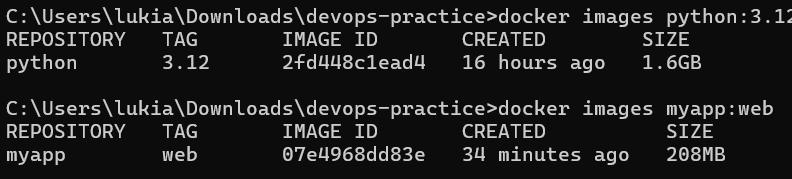 C:\Users\lukia\Downloads\devops-practice>docker images python:3.12
REPOSITORY   TAG       IMAGE ID       CREATED        SIZE
python       3.12      2fd448c1ead4   16 hours ago   1.6GB
C:\Users\lukia\Downloads\devops-practice>docker images myapp:web
REPOSITORY   TAG       IMAGE ID       CREATED          SIZE
myapp        web       07e4968dd83e   34 minutes ago   208MB